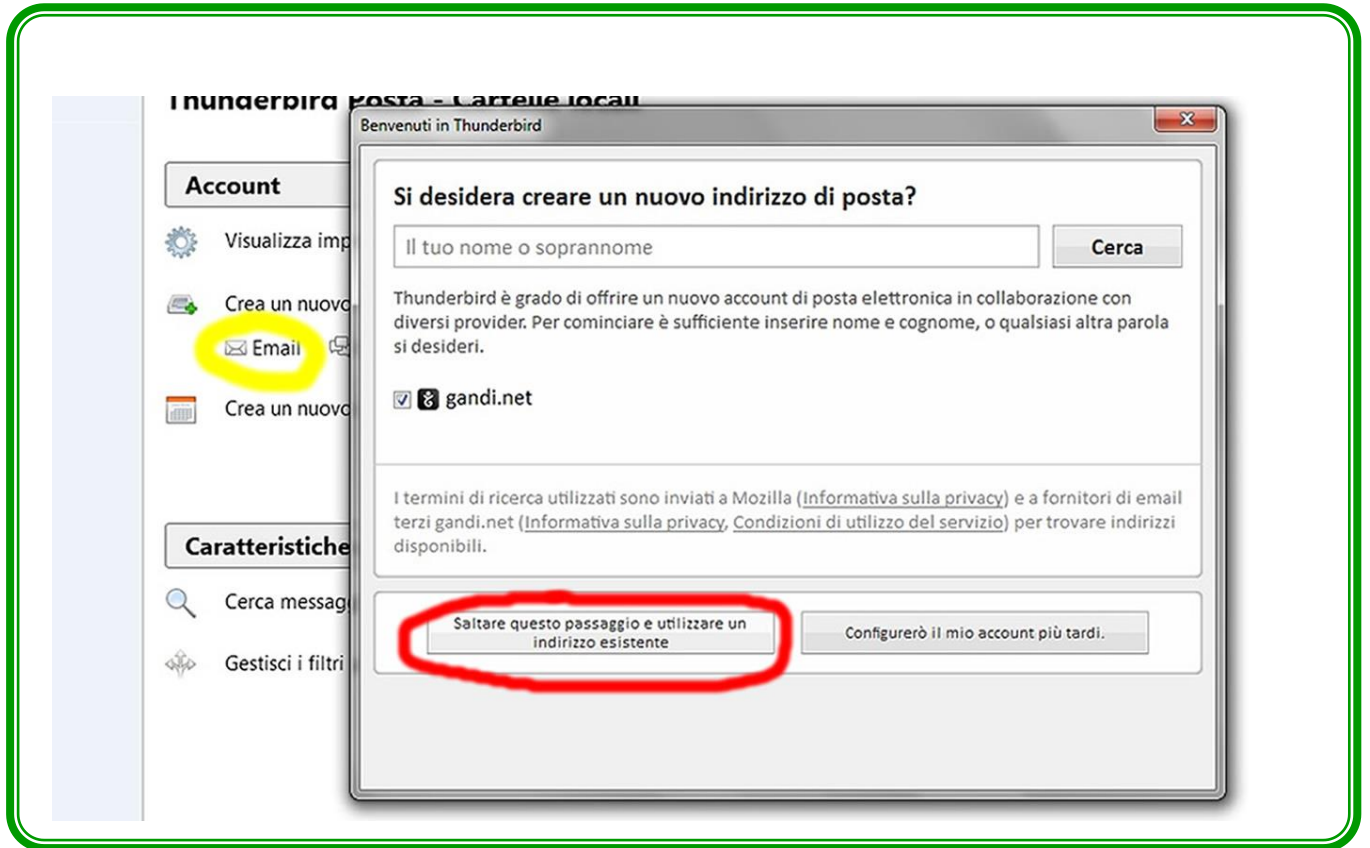 Thunderbird Posta - Cartelle locali
Benvenuti in Thunderbird
Account
Visualizza imp
Crea un nuovo
Email
Crea un nuovo
Caratteristiche
Cerca messag
Gestisci i filtri
Si desidera creare un nuovo indirizzo di posta?
Il tuo nome o soprannome
Cerca
Thunderbird è grado di offrire un nuovo account di posta elettronica in collaborazione con
diversi provider. Per cominciare è sufficiente inserire nome e cognome, o qualsiasi altra parola
si desideri.
gandi.net
I termini di ricerca utilizzati sono inviati a Mozilla (Informativa sulla privacy) e a fornitori di email
terzi gandi.net (Informativa sulla privacy, Condizioni di utilizzo del servizio) per trovare indirizzi
disponibili.
Saltare questo passaggio e utilizzare un
indirizzo esistente
Configurerò il mio account più tardi.